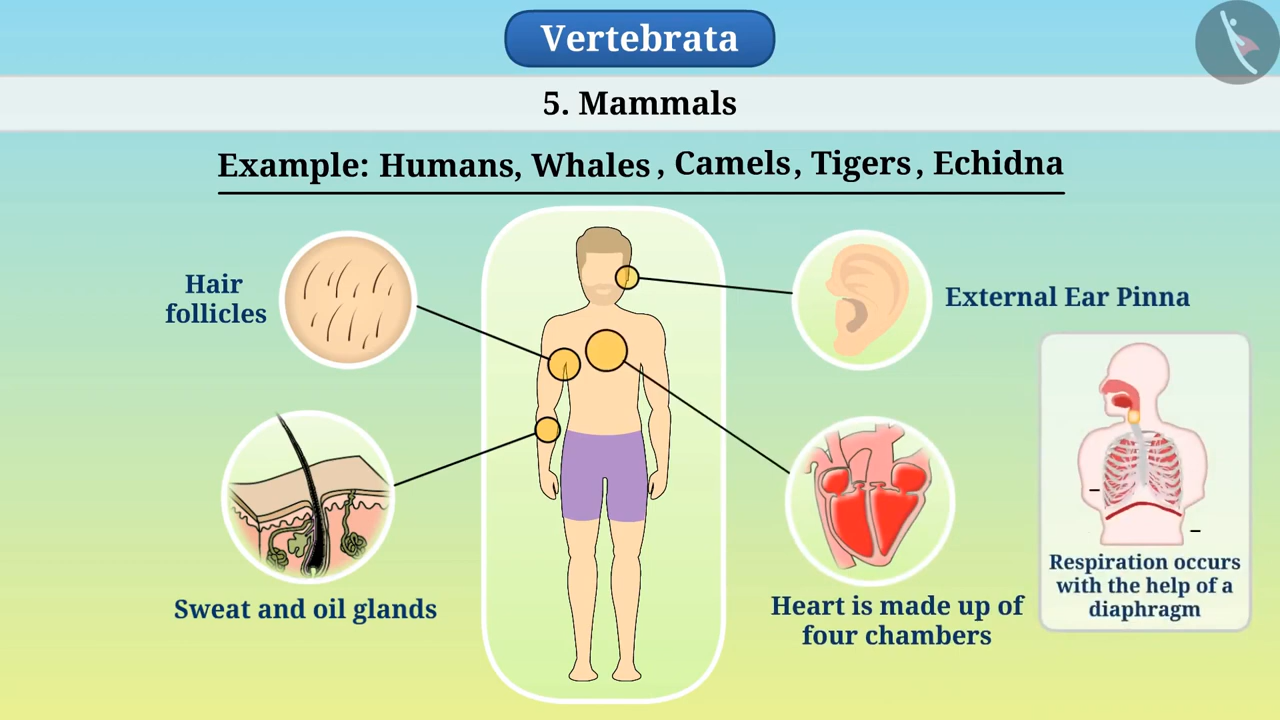 Vertebrata
5. Mammals
Example: Humans, Whales , Camels, Tigers , Echidna
Hair
follicles
External Ear Pinna
Sweat and oil glands
Heart is made up of
four chambers
Respiration occurs
with the help of a
diaphragm